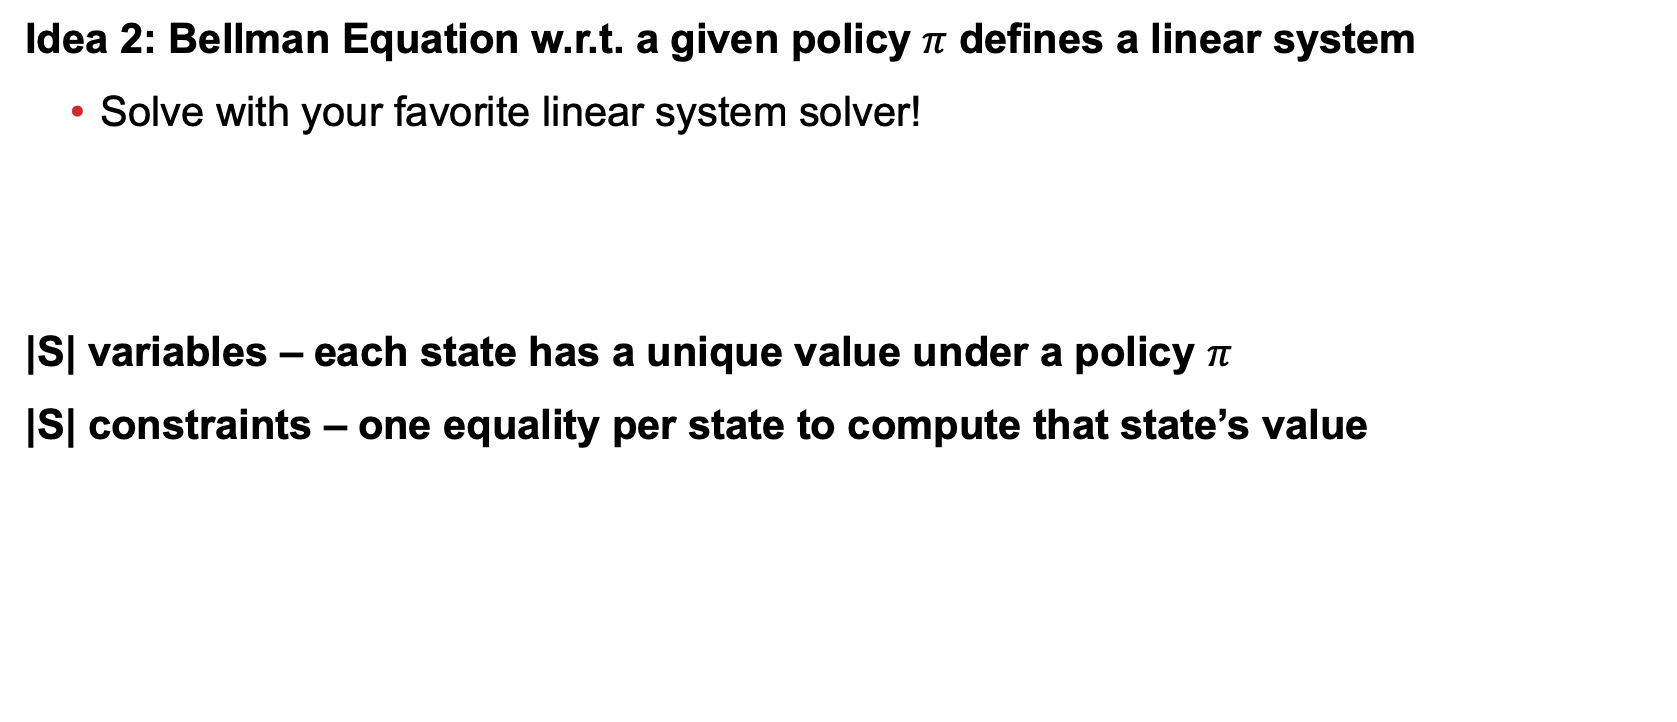 Idea 2: Bellman Equation w.r.t. a given policy 𝜋 defines a linear system
• Solve with your favorite linear system solver!
|S| variables – each state has a unique value under a policy 𝜋
|S| constraints – one equality per state to compute that state’s value